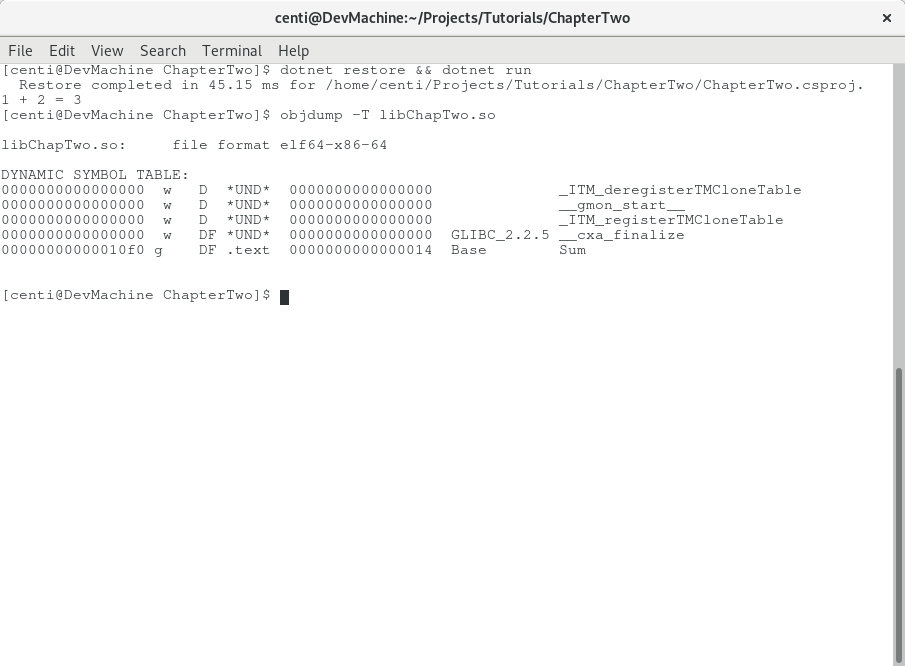 centi@DevMachine:~/Projects/Tutorials/ChapterTwo ×
File Edit View Search Terminal Help
[centi@DevMachine ChapterTwo]$ dotnet restore && dotnet run
  Restore completed in 45.15 ms for /home/centi/Projects/Tutorials/ChapterTwo/ChapterTwo.csproj.
1 + 2 = 3
[centi@DevMachine ChapterTwo]$ objdump -T libChapTwo.so
libChapTwo.so:     file format elf64-x86-64
DYNAMIC SYMBOL TABLE:
0000000000000000  w   D  *UND*  0000000000000000              _ITM_deregisterTMCloneTable
0000000000000000  w   D  *UND*  0000000000000000              __gmon_start__
0000000000000000  w   D  *UND*  0000000000000000              _ITM_registerTMCloneTable
0000000000000000  w   DF *UND*  0000000000000000  GLIBC_2.2.5 __cxa_finalize
00000000000010f0 g    DF .text  0000000000000014  Base        Sum
[centi@DevMachine ChapterTwo]$